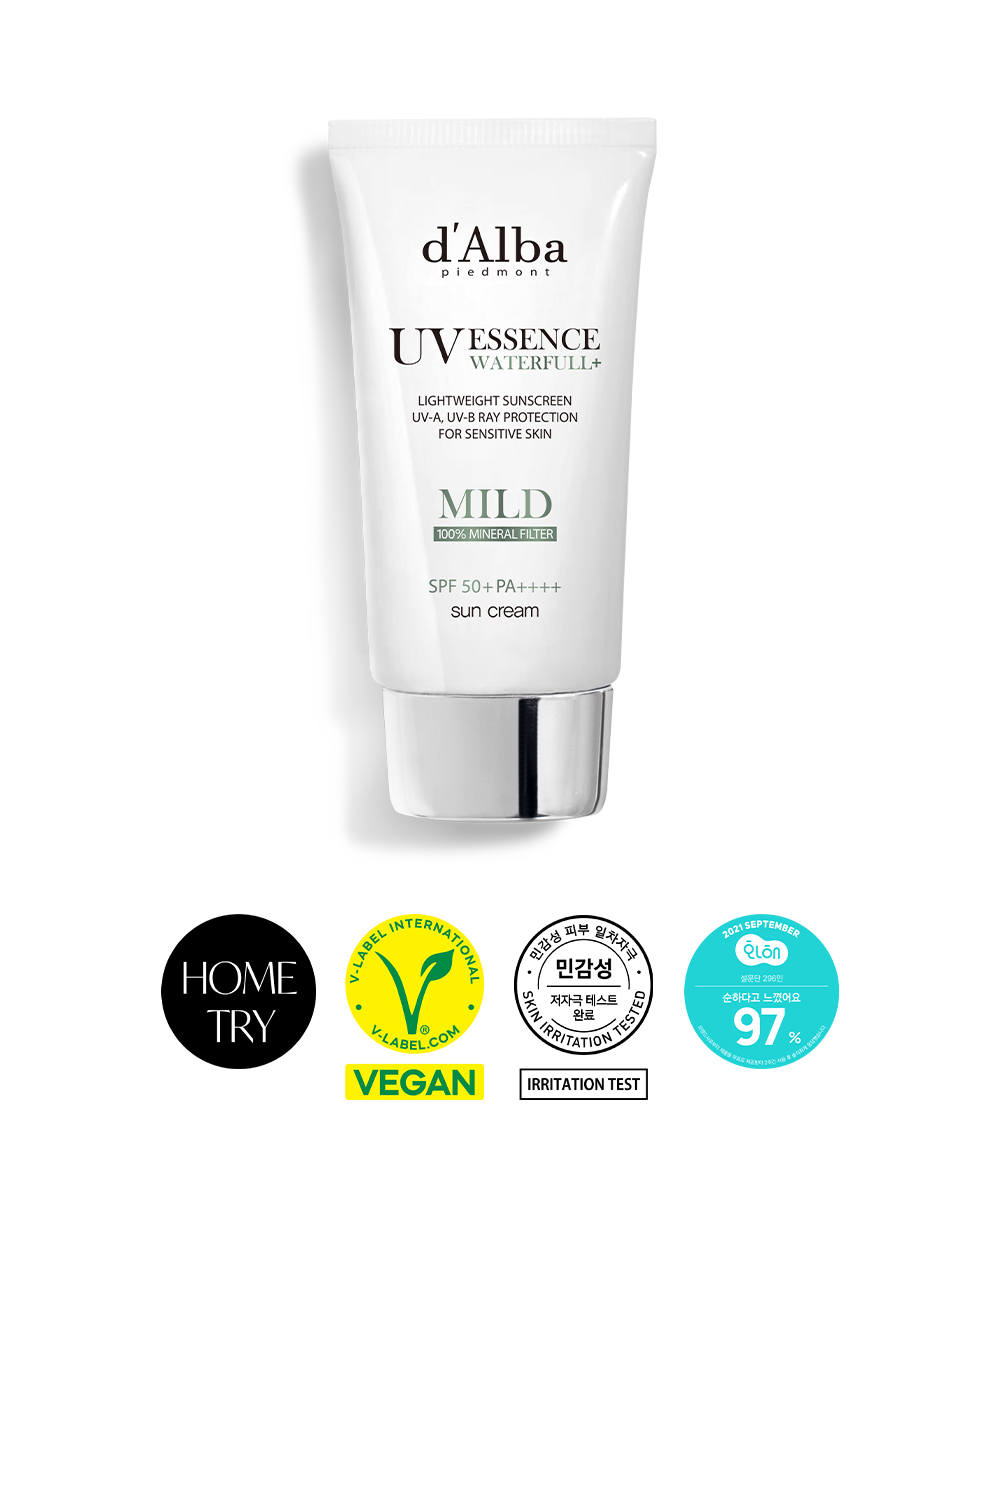 d'Alba
piedmont
UV ESSENCE
WATERFULL+
LIGHTWEIGHT SUNSCREEN
UV-A, UV-B RAY PROTECTION
FOR SENSITIVE SKIN
MILD
100% MINERAL FILTER
SPF 50+PA++++
sun cream
HOME
TRY
V-LABEL INTERNATIONAL
®
V-LABEL.COM
VEGAN
민감성 피부 일차자극
민감성
저자극 테스트
완료
SKIN IRRITATION TESTED
IRRITATION TEST
2021 SEPTEMBER
설문단 296인
순하다고 느꼈어요
97 %